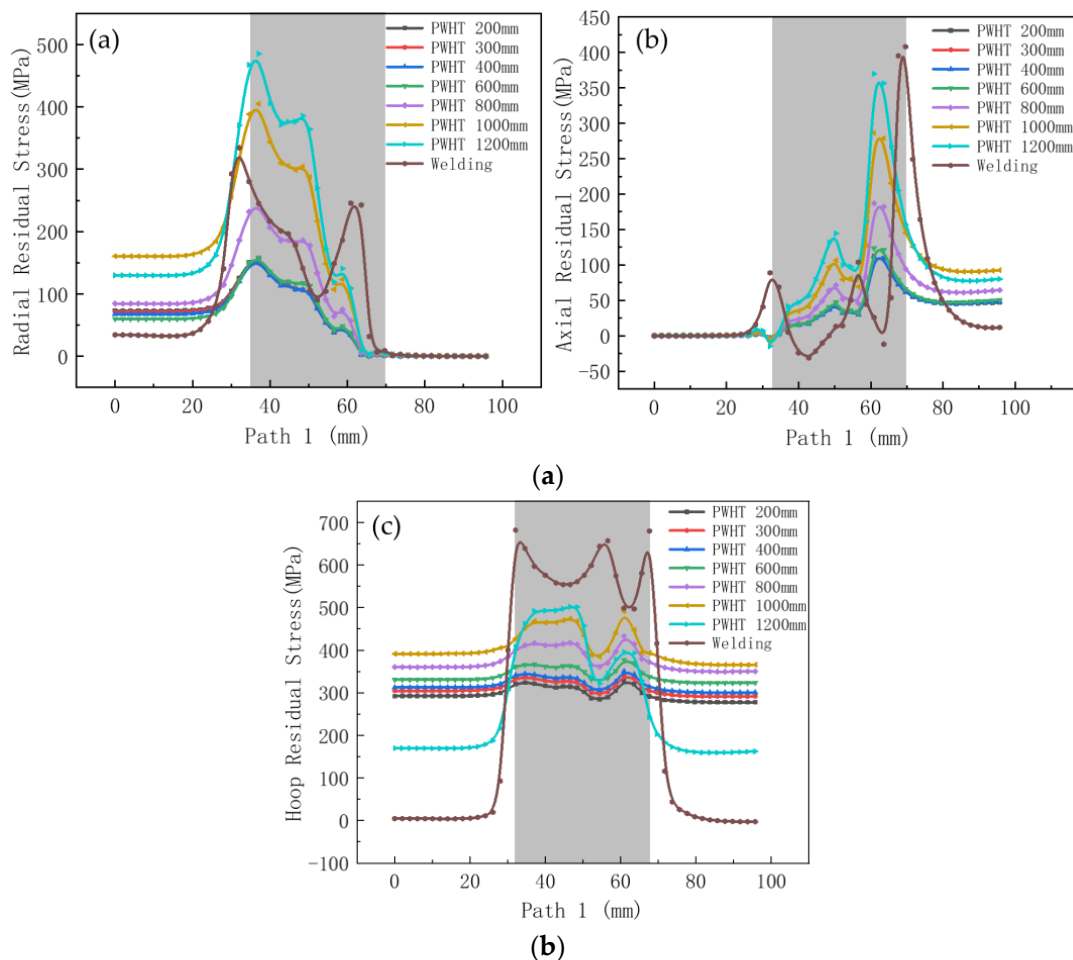 (a)
Radial Residual Stress(MPa)
500
400
300
200
100
0
0 20 40 60 80 100
Path 1 (mm)
PWHT 200mm
PWHT 300mm
PWHT 400mm
PWHT 600mm
PWHT 800mm
PWHT 1000mm
PWHT 1200mm
Welding
(b)
Axial Residual Stress(MPa)
450
400
350
300
250
200
150
100
50
0
-50
0 20 40 60 80 100
Path 1 (mm)
PWHT 200mm
PWHT 300mm
PWHT 400mm
PWHT 600mm
PWHT 800mm
PWHT 1000mm
PWHT 1200mm
Welding
(a)
(c)
Hoop Residual Stress(MPa)
700
600
500
400
300
200
100
0
-100
0 20 40 60 80 100
Path 1 (mm)
PWHT 200mm
PWHT 300mm
PWHT 400mm
PWHT 600mm
PWHT 800mm
PWHT 1000mm
PWHT 1200mm
Welding
(b)